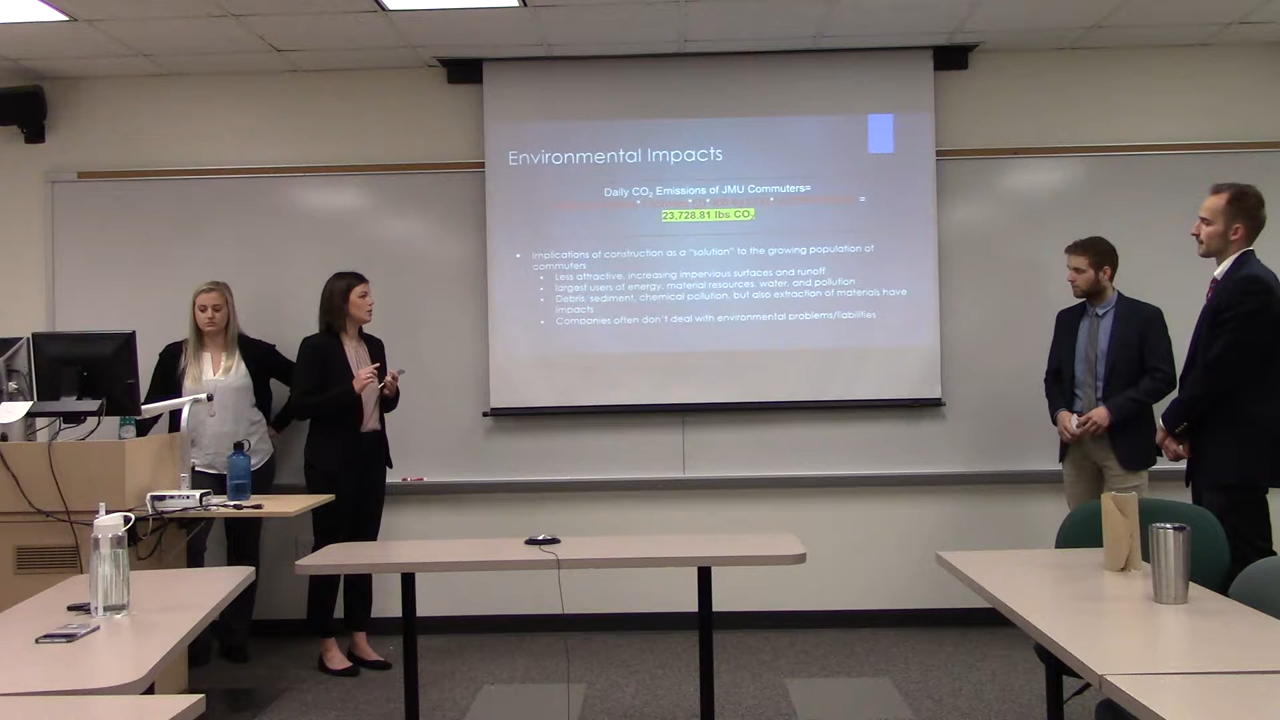 Environmental Impacts
Daily CO₂ Emissions of JMU Commuters=
=
23,728.81 lbs CO₂
Implications of construction as a "solution" to the growing population of
commuters
Less attractive, increasing impervious surfaces and runoff
largest users of energy, material resources, water, and pollution
Debris, sediment, chemical pollution, but also extraction of materials have
impacts
Companies often don't deal with environmental problems/liabilities